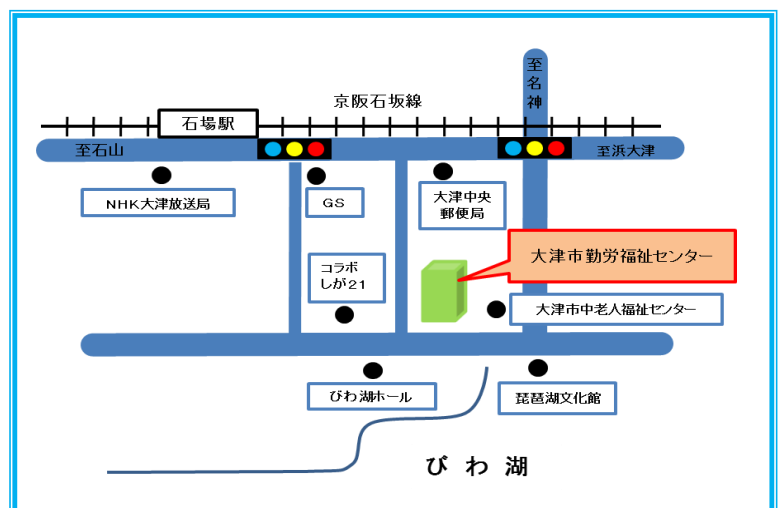 至名神
京阪石坂線
石場駅
至石山
至浜大津
NHK大津放送局
GS
大津中央
郵便局
大津市勤労福祉センター
コラボ
しが21
大津市中老人福祉センター
びわ湖ホール
琵琶湖文化館
びわ湖